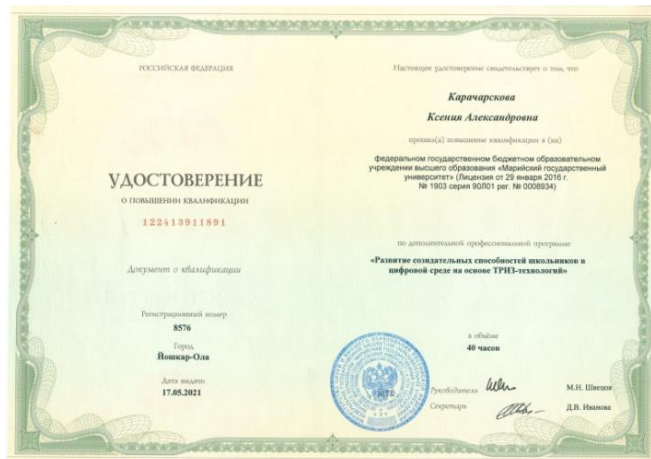 РОССИЙСКАЯ ФЕДЕРАЦИЯ
УДОСТОВЕРЕНИЕ
О ПОВЫШЕНИИ КВАЛИФИКАЦИИ
122413911891
Документ о квалификации
Регистрационный номер
8576
Город
Йошкар-Ола
Дата выдачи
17.05.2021
Настоящее удостоверение свидетельствует о том, что
Карачарскова
Ксения Александровна
прошел(а) повышение квалификации в (на)
федеральном государственном бюджетном образовательном
учреждении высшего образования «Марийский государственный
университет» (Лицензия от 29 января 2016 г.
№ 1903 серия 90Л01 рег. № 0008934)
по дополнительной профессиональной программе
«Развитие созидательных способностей школьников в
цифровой среде на основе ТРИЗ-технологий»
в объёме
40 часов
Руководитель
М.Н. Швецов
Секретарь
Д.В. Иванова